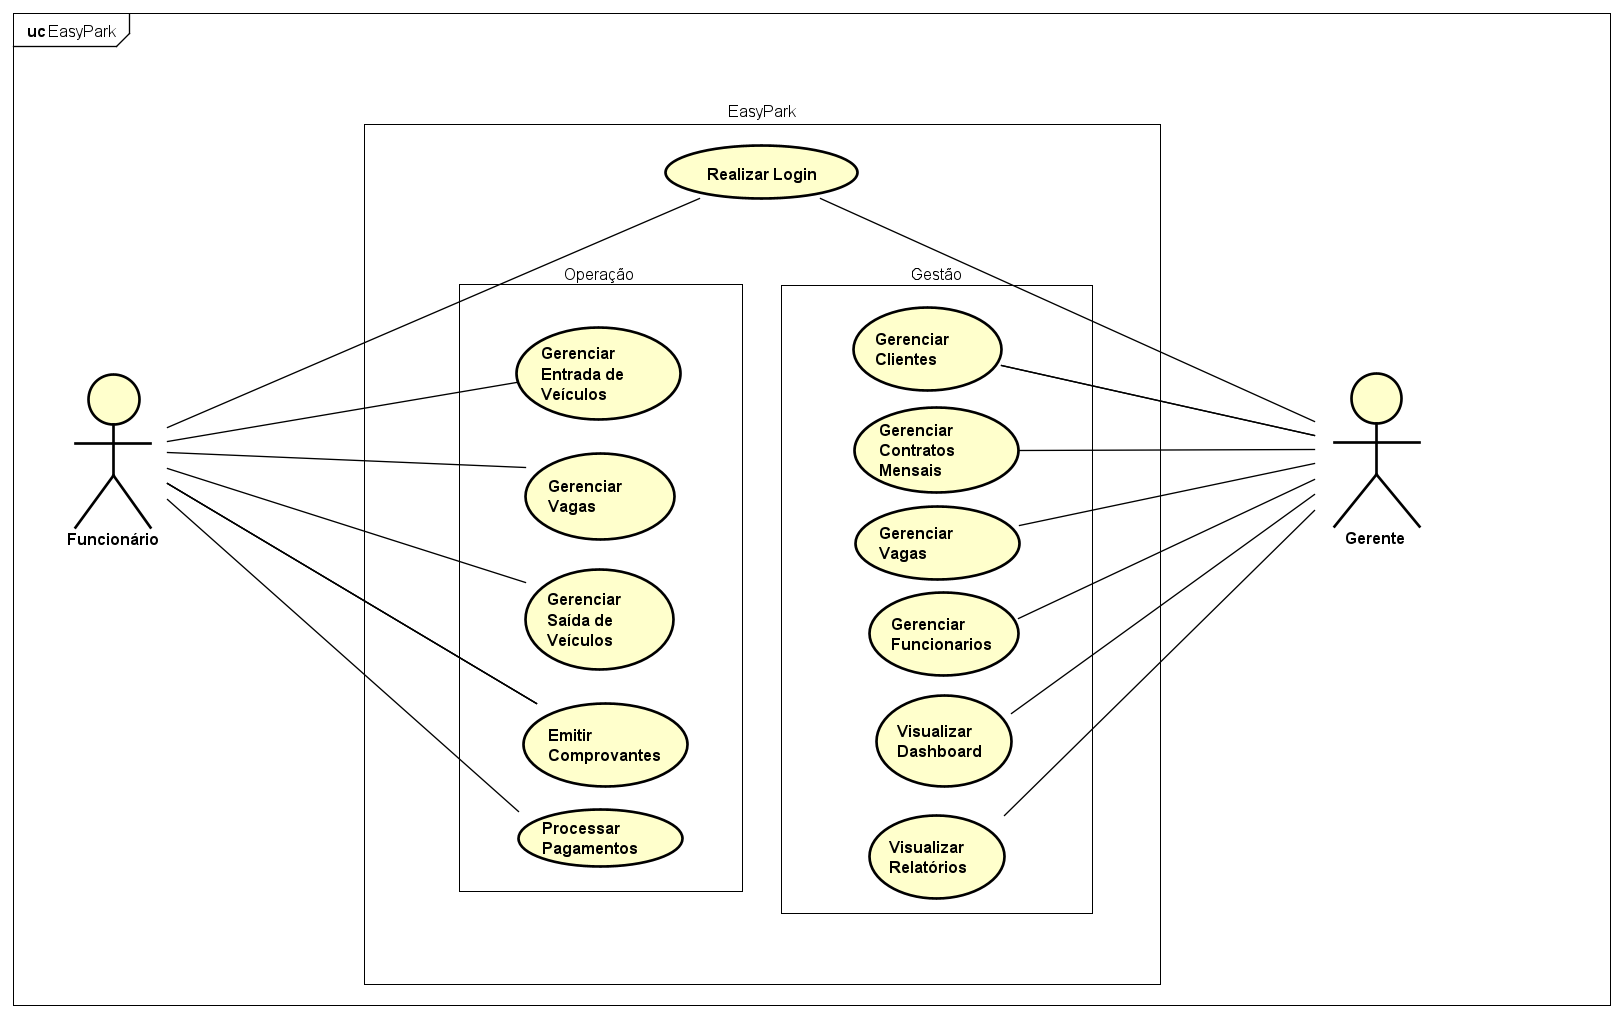 uc EasyPark
EasyPark
Realizar Login
Operação
Gerenciar
Entrada de
Veículos
Gerenciar
Vagas
Gerenciar
Saída de
Veículos
Emitir
Comprovantes
Processar
Pagamentos
Gestão
Gerenciar
Clientes
Gerenciar
Contratos
Mensais
Gerenciar
Vagas
Gerenciar
Funcionarios
Visualizar
Dashboard
Visualizar
Relatórios
Funcionário
Gerente